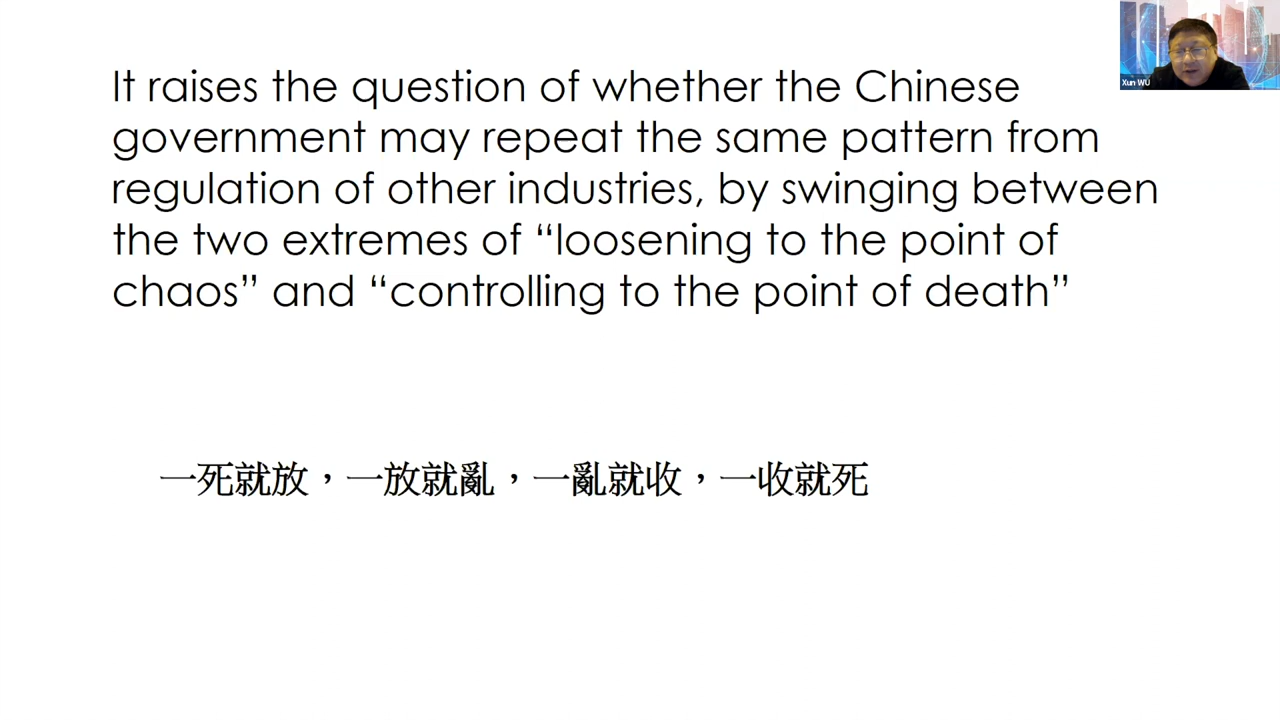 It raises the question of whether the Chinese
government may repeat the same pattern from
regulation of other industries, by swinging between
the two extremes of “loosening to the point of
chaos” and “controlling to the point of death”
一死就放，一放就亂，一亂就收，一收就死
Xun WU